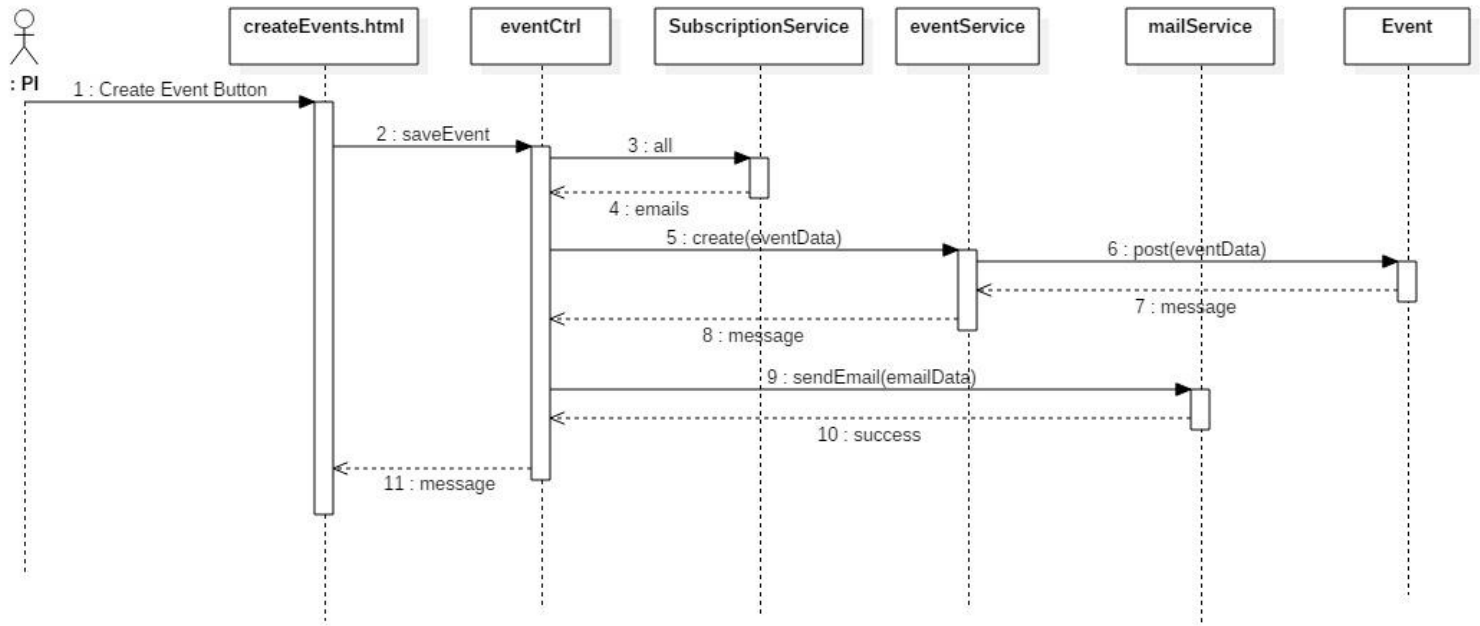 createEvents.html
eventCtrl
SubscriptionService
eventService
mailService
Event
: PI
1 : Create Event Button
2 : saveEvent
3 : all
4 : emails
5 : create(eventData)
6 : post(eventData)
7 : message
8 : message
9 : sendEmail(emailData)
10 : success
11 : message